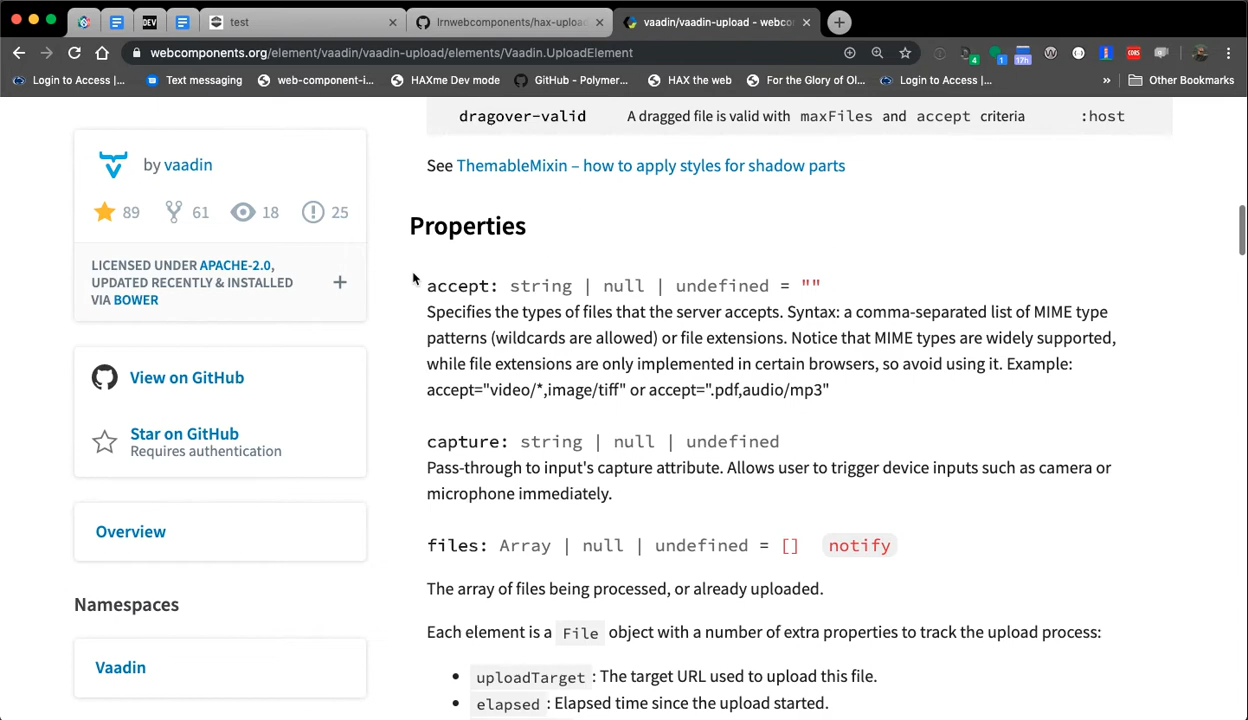 DEV
test
lrnwebcomponents/hax-upload
vaadin/vaadin-upload - webco
webcomponents.org/element/vaadin/vaadin-upload/elements/Vaadin.UploadElement
4
1
17h
CORS
Login to Access |...
Text messaging
web-component-i...
HAXme Dev mode
GitHub - Polymer...
HAX the web
For the Glory of Ol...
Login to Access |...
»
Other Bookmarks
dragover-valid A dragged file is valid with maxFiles and accept criteria :host
See ThemableMixin – how to apply styles for shadow parts
by vaadin
89 61 18 25
LICENSED UNDER APACHE-2.0,
UPDATED RECENTLY & INSTALLED
VIA BOWER
+
View on GitHub
Star on GitHub
Requires authentication
Overview
Namespaces
Vaadin
Properties
accept: string | null | undefined = ""
Specifies the types of files that the server accepts. Syntax: a comma-separated list of MIME type
patterns (wildcards are allowed) or file extensions. Notice that MIME types are widely supported,
while file extensions are only implemented in certain browsers, so avoid using it. Example:
accept="video/*,image/tiff" or accept=".pdf,audio/mp3"
capture: string | null | undefined
Pass-through to input's capture attribute. Allows user to trigger device inputs such as camera or
microphone immediately.
files: Array | null | undefined = [] notify
The array of files being processed, or already uploaded.
Each element is a File object with a number of extra properties to track the upload process:
• uploadTarget : The target URL used to upload this file.
• elapsed : Elapsed time since the upload started.